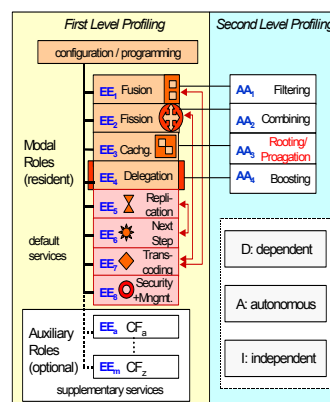 First Level Profiling
Second Level Profiling
configuration / programming
EE1 Fusion
EE2 Fission
EE3 Cachg.
EE4 Delegation
EE5 Repli-
cation
EE6 Next
Step
EE7 Trans-
coding
EE8 Security
+Mngmt.
Modal
Roles
(resident)
default
services
Auxiliary
Roles
(optional)
EEa CFa
EEm CFz
supplementary services
AA1 Filtering
AA2 Combining
AA3 Rooting/
Proagation
AA4 Boosting
D: dependent
A: autonomous
I: independent